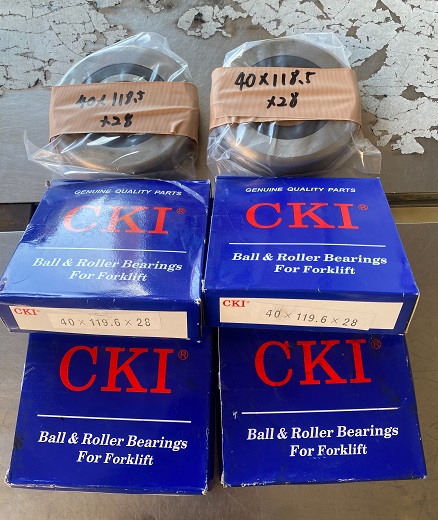 40×118.5
×28
40×118.5
×28
GENUINE QUALITY PARTS
CKI®
Ball & Roller Bearings
For Forklift
CKI® 40×119.6×28
GENUINE QUALITY PARTS
CKI®
Ball & Roller Bearings
For Forklift
CKI® 40×119.6×28
CKI®
Ball & Roller Bearings
For Forklift
CKI®
Ball & Roller Bearings
For Forklift